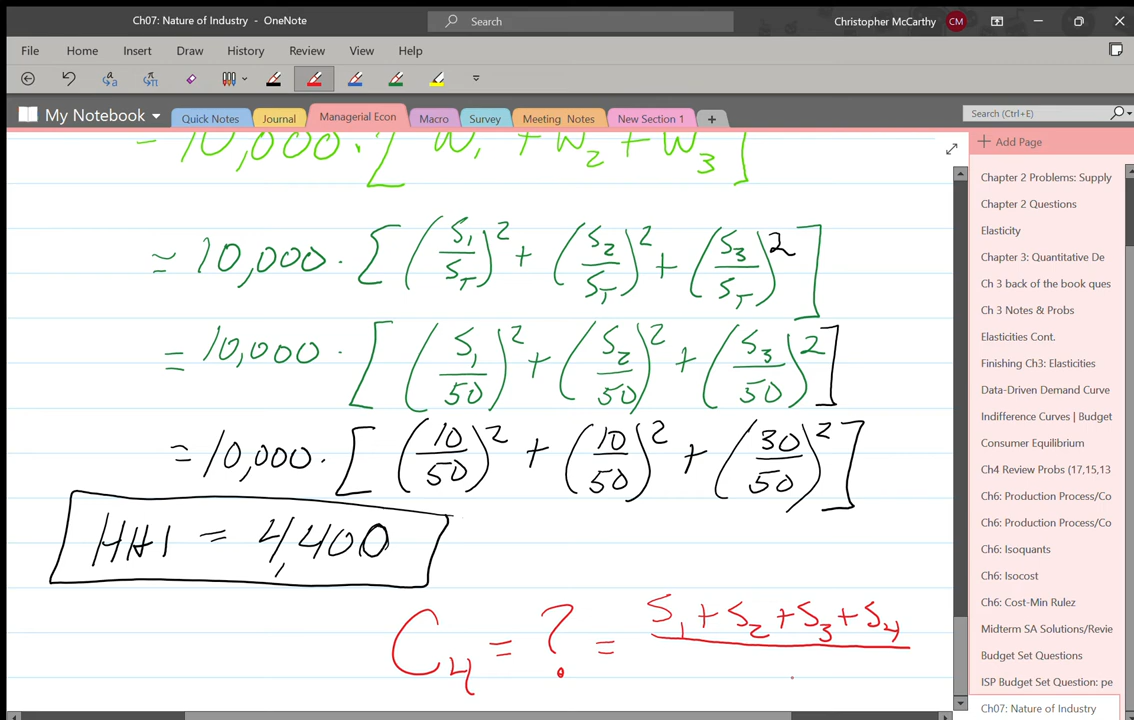 Ch07: Nature of Industry - OneNote
Search
Christopher McCarthy CM
File Home Insert Draw History Review View Help
My Notebook
Quick Notes Journal Managerial Econ Macro Survey Meeting Notes New Section 1 +
Search (Ctrl+E)
Add Page
Chapter 2 Problems: Supply
Chapter 2 Questions
Elasticity
Chapter 3: Quantitative De
Ch 3 back of the book ques
Ch 3 Notes & Probs
Elasticities Cont.
Finishing Ch3: Elasticities
Data-Driven Demand Curve
Indifference Curves | Budget
Consumer Equilibrium
Ch4 Review Probs (17,15,13
Ch6: Production Process/Co
Ch6: Production Process/Co
Ch6: Isoquants
Ch6: Isocost
Ch6: Cost-Min Rulez
Midterm SA Solutions/Revie
Budget Set Questions
ISP Budget Set Question: pe
Ch07: Nature of Industry
= 10,000 · [ W₁ + W₂ + W₃ ]
≈ 10,000 · [ (S₁/S_T)² + (S₂/S_T)² + (S₃/S_T)² ]
= 10,000 · [ (S₁/50)² + (S₂/50)² + (S₃/50)² ]
= 10,000 · [ (10/50)² + (10/50)² + (30/50)² ]
HHI = 4,400
C₄ = ? = S₁ + S₂ + S₃ + S₄